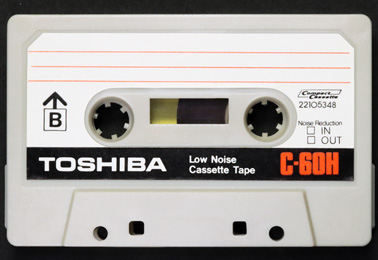 Compact
Cassette
22105348
B
Noise Reduction
IN
OUT
TOSHIBA
Low Noise
Cassette Tape
C-60H